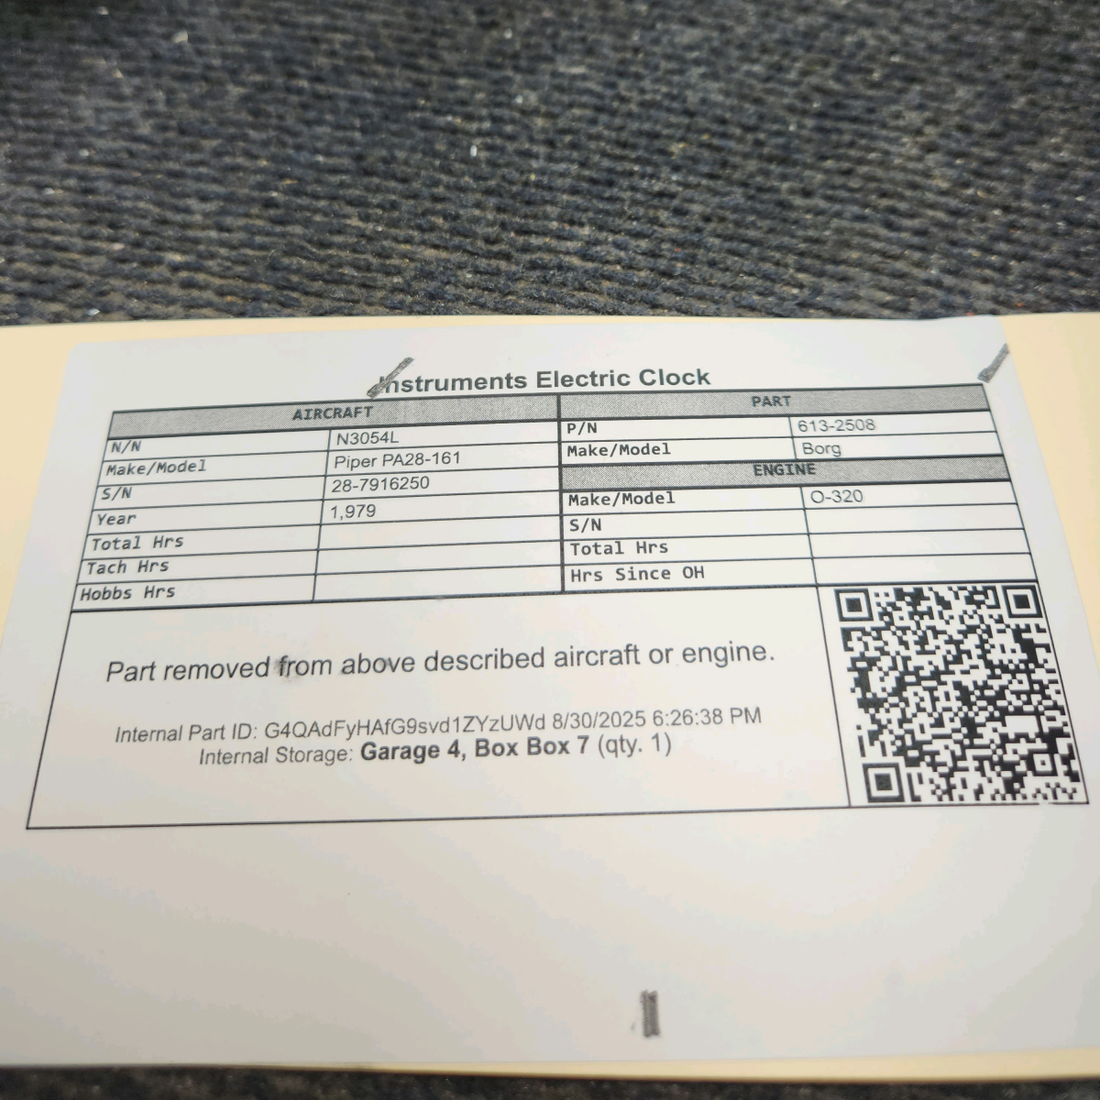 Instruments Electric Clock
AIRCRAFT
N/N N3054L
Make/Model Piper PA28-161
S/N 28-7916250
Year 1,979
Total Hrs
Tach Hrs
Hobbs Hrs
PART
P/N 613-2508
Make/Model Borg
ENGINE
Make/Model O-320
S/N
Total Hrs
Hrs Since OH
Part removed from above described aircraft or engine.
Internal Part ID: G4QAdFyHAfG9svd1ZYzUWd 8/30/2025 6:26:38 PM
Internal Storage: Garage 4, Box Box 7 (qty. 1)